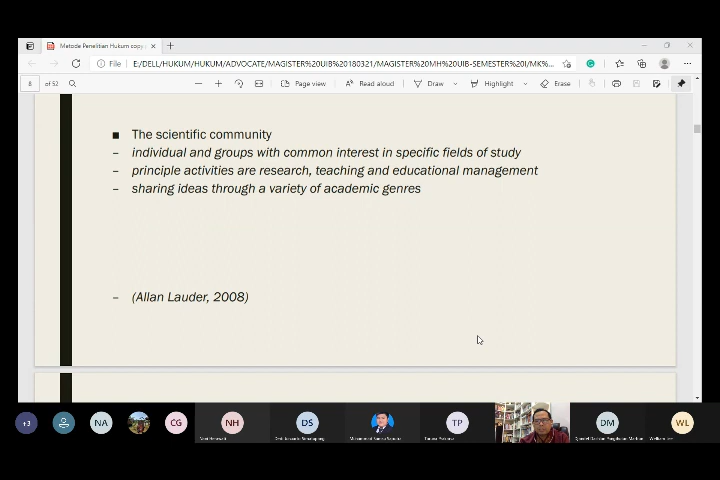 Metode Penelitian Hukum copy
File
E:/DELL/HUKUM/HUKUM/ADVOCATE/MAGISTER%20UIB%20180321/MAGISTER%20MH%20UIB-SEMESTER%20I/MK%...
8 of 52
Page view
Read aloud
Draw
Highlight
Erase
■ The scientific community
– individual and groups with common interest in specific fields of study
– principle activities are research, teaching and educational management
– sharing ideas through a variety of academic genres
– (Allan Lauder, 2008)
+3
NA
CG
NH
DS
TP
DM
WL